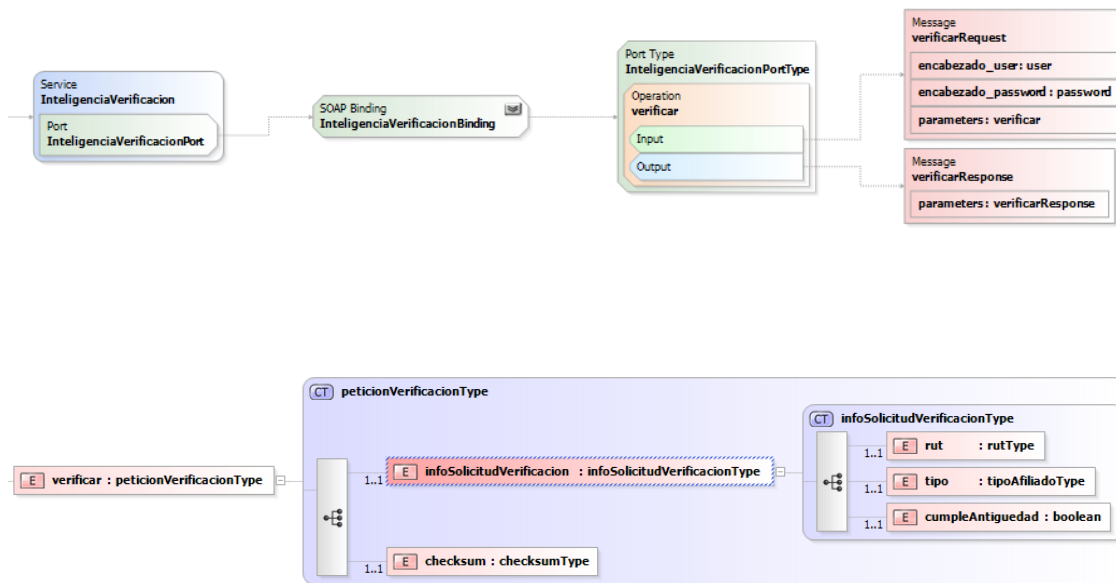 Service
InteligenciaVerificacion
Port
InteligenciaVerificacionPort
SOAP Binding
InteligenciaVerificacionBinding
Port Type
InteligenciaVerificacionPortType
Operation
verificar
Input
Output
Message
verificarRequest
encabezado_user: user
encabezado_password : password
parameters : verificar
Message
verificarResponse
parameters : verificarResponse
CT peticionVerificacionType
E verificar : peticionVerificacionType
E infoSolicitudVerificacion : infoSolicitudVerificacionType
1..1
CT infoSolicitudVerificacionType
E rut : rutType
1..1
E tipo : tipoAfiliadoType
1..1
E cumpleAntiguedad : boolean
1..1
E checksum : checksumType
1..1